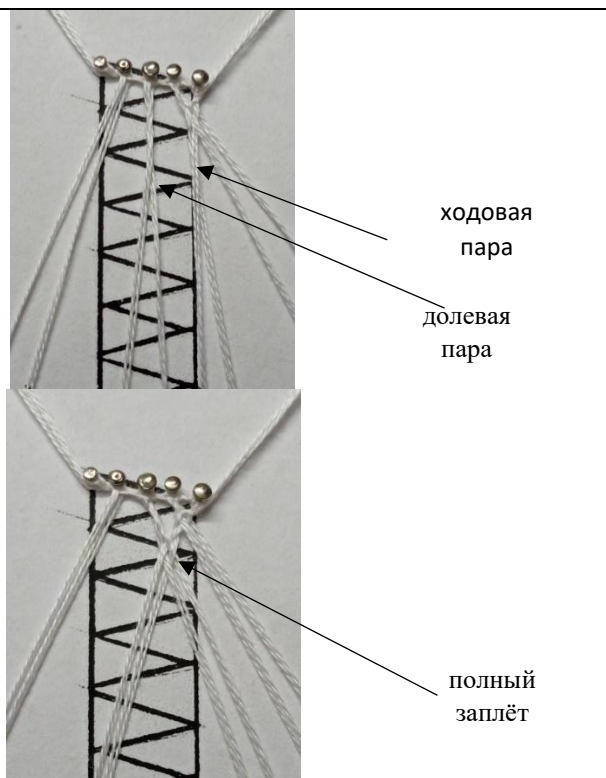 ходовая
пара
долевая
пара
полный
заплёт